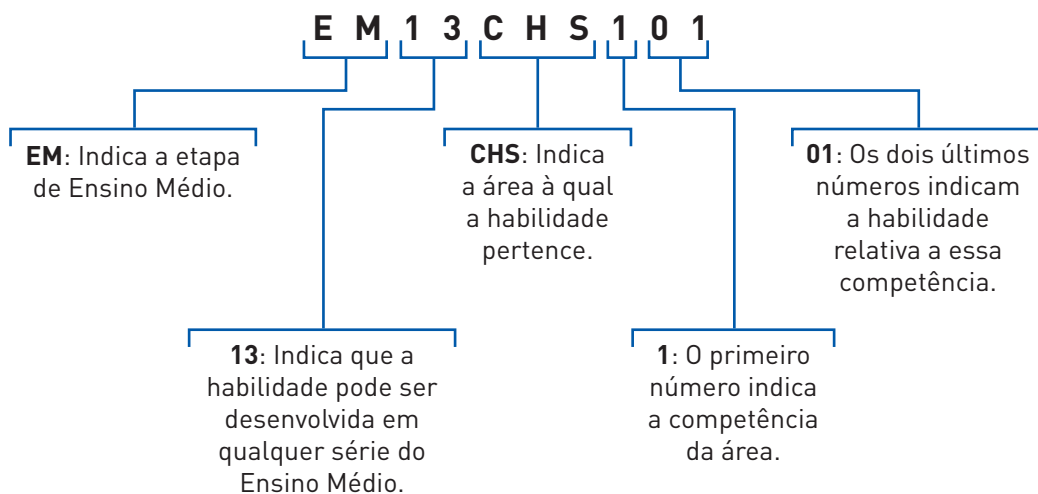 E M 1 3 C H S 1 0 1
EM: Indica a etapa
de Ensino Médio.
CHS: Indica
a área à qual
a habilidade
pertence.
01: Os dois últimos
números indicam
a habilidade
relativa a essa
competência.
13: Indica que a
habilidade pode ser
desenvolvida em
qualquer série do
Ensino Médio.
1: O primeiro
número indica
a competência
da área.